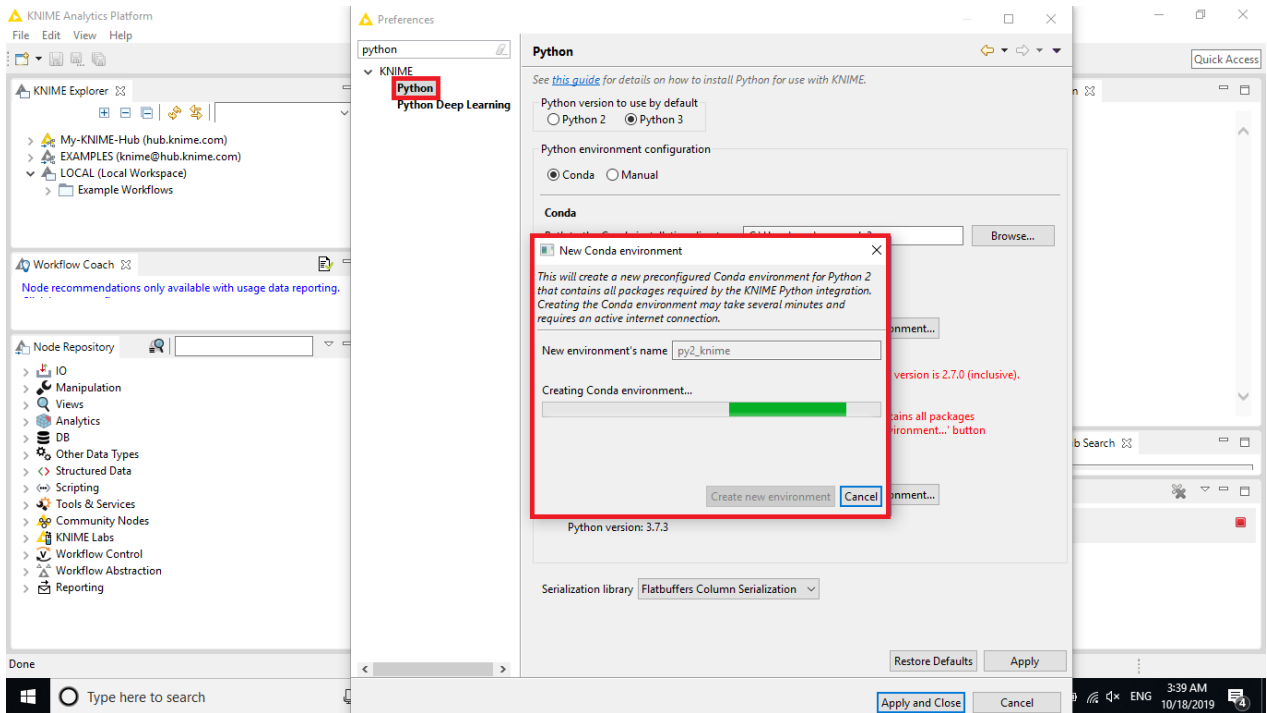 KNIME Analytics Platform
File Edit View Help
Quick Access
KNIME Explorer
My-KNIME-Hub (hub.knime.com)
EXAMPLES (knime@hub.knime.com)
LOCAL (Local Workspace)
Example Workflows
Workflow Coach
Node recommendations only available with usage data reporting.
Node Repository
IO
Manipulation
Views
Analytics
DB
Other Data Types
Structured Data
Scripting
Tools & Services
Community Nodes
KNIME Labs
Workflow Control
Workflow Abstraction
Reporting
Done
Preferences
python
KNIME
Python
Python Deep Learning
Python
See this guide for details on how to install Python for use with KNIME.
Python version to use by default
Python 2 Python 3
Python environment configuration
Conda Manual
Conda
Browse...
New Conda environment
This will create a new preconfigured Conda environment for Python 2
that contains all packages required by the KNIME Python integration.
Creating the Conda environment may take several minutes and
requires an active internet connection.
New environment's name py2_knime
Creating Conda environment...
Create new environment Cancel
nment...
version is 2.7.0 (inclusive).
ains all packages
ironment...' button
nment...
Python version: 3.7.3
Serialization library Flatbuffers Column Serialization
Restore Defaults Apply
Apply and Close Cancel
n
b Search
Type here to search
ENG
3:39 AM
10/18/2019
4